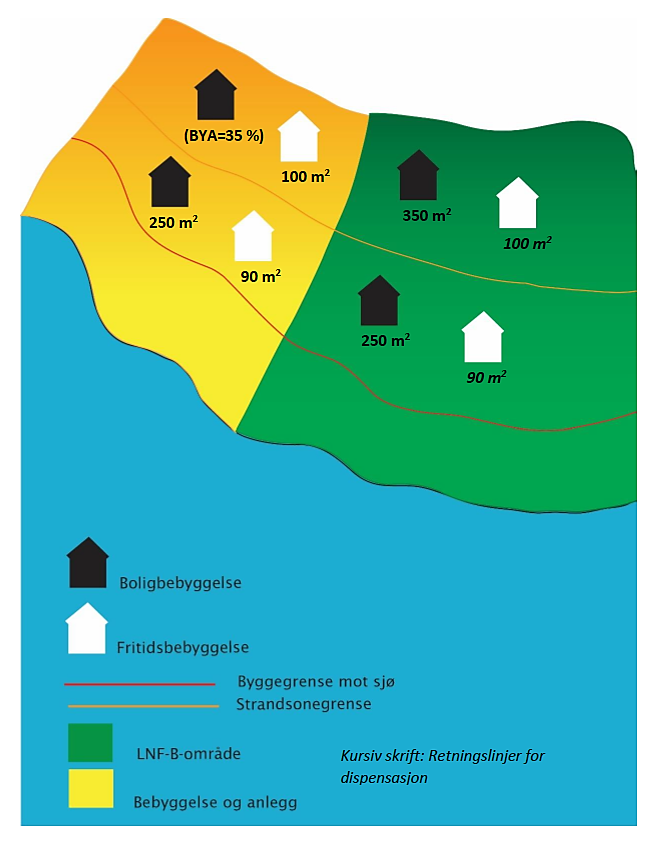 (BYA=35 %)
100 m²
350 m²
100 m²
250 m²
90 m²
250 m²
90 m²
Boligbebyggelse
Fritidsbebyggelse
Byggegrense mot sjø
Strandsonegrense
LNF-B-område
Kursiv skrift: Retningslinjer for
dispensasjon
Bebyggelse og anlegg